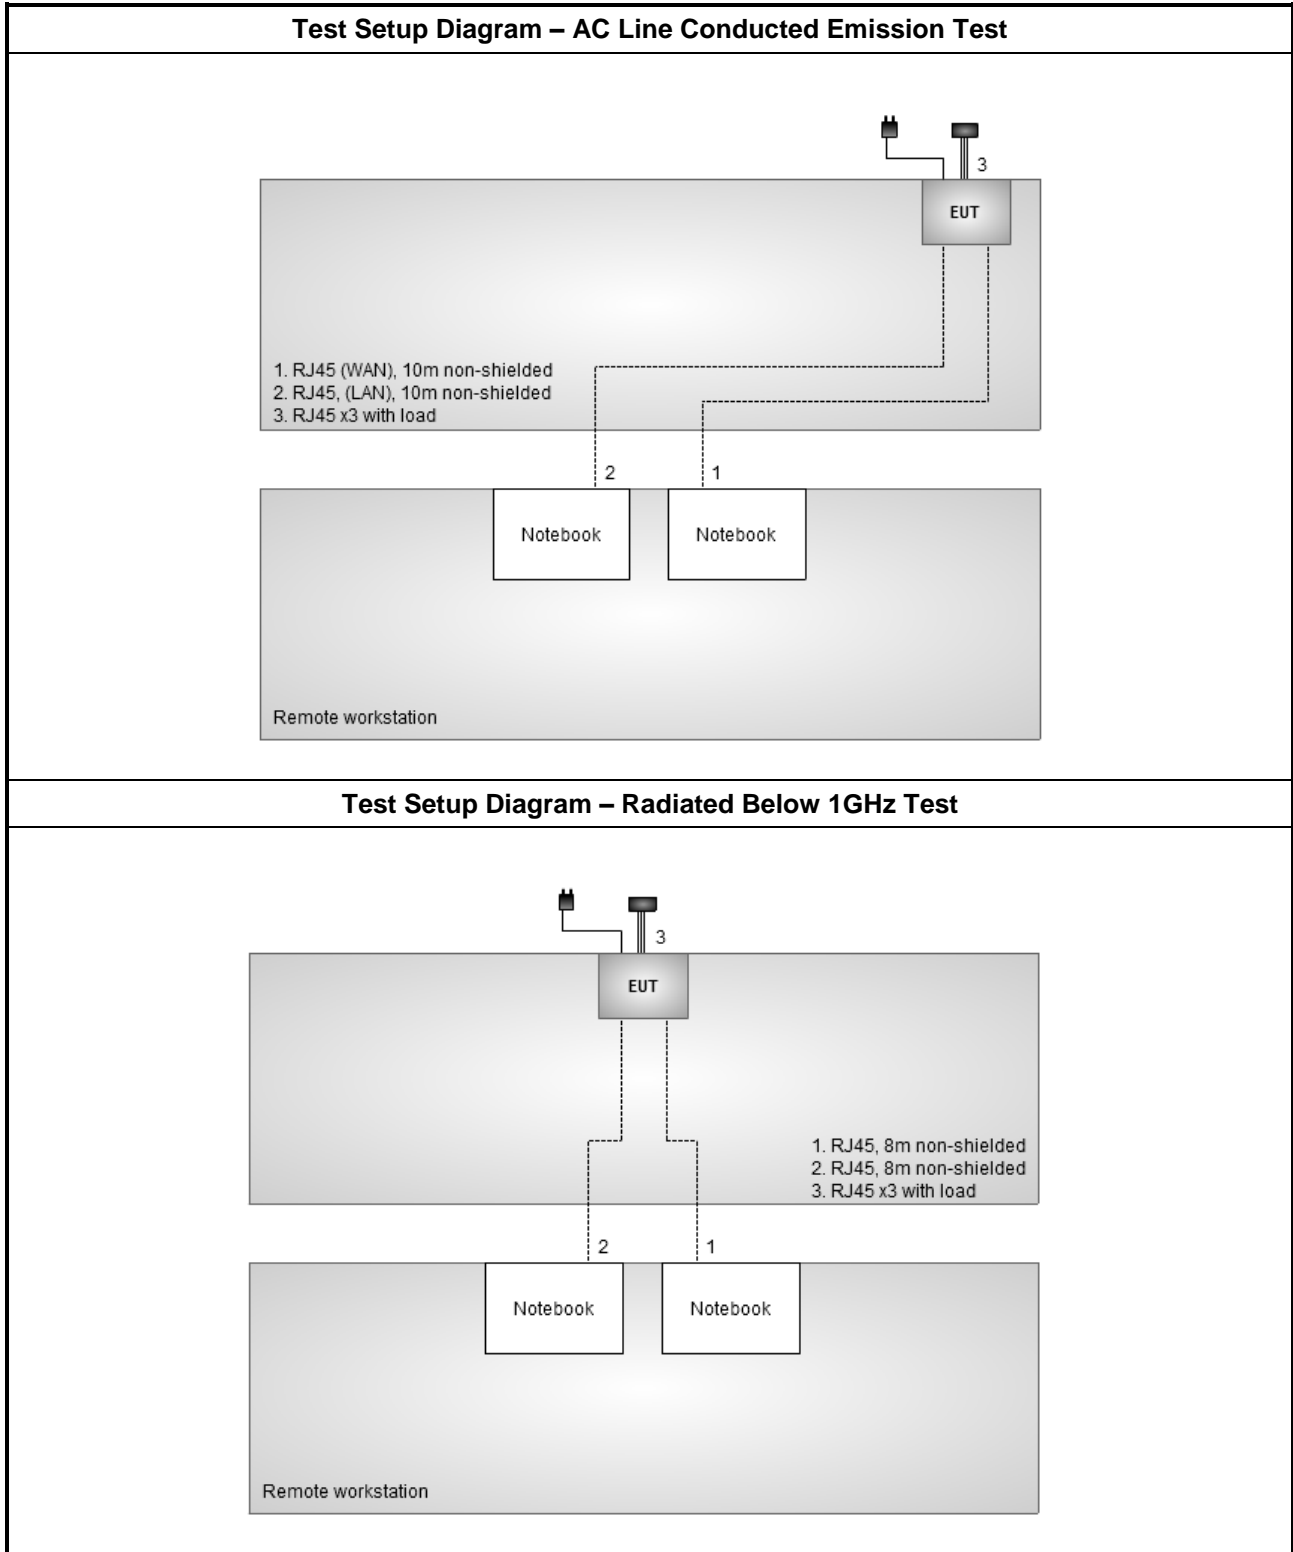 Test Setup Diagram – AC Line Conducted Emission Test
3
EUT
1. RJ45 (WAN), 10m non-shielded
2. RJ45, (LAN), 10m non-shielded
3. RJ45 x3 with load
2
1
Notebook
Notebook
Remote workstation
Test Setup Diagram – Radiated Below 1GHz Test
3
EUT
1. RJ45, 8m non-shielded
2. RJ45, 8m non-shielded
3. RJ45 x3 with load
2
1
Notebook
Notebook
Remote workstation